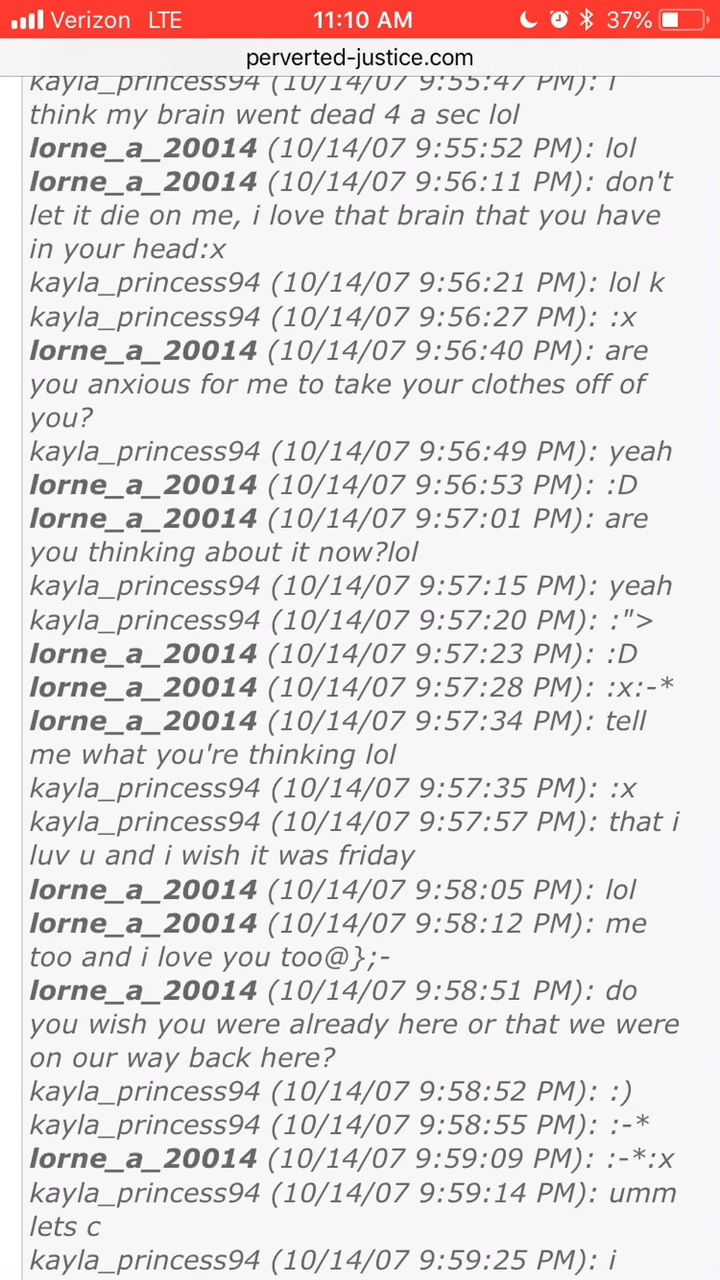 Verizon LTE 11:10 AM 37%
perverted-justice.com
kayla_princess94 (10/14/07 9:55:47 PM): i
think my brain went dead 4 a sec lol
lorne_a_20014 (10/14/07 9:55:52 PM): lol
lorne_a_20014 (10/14/07 9:56:11 PM): don't
let it die on me, i love that brain that you have
in your head:x
kayla_princess94 (10/14/07 9:56:21 PM): lol k
kayla_princess94 (10/14/07 9:56:27 PM): :x
lorne_a_20014 (10/14/07 9:56:40 PM): are
you anxious for me to take your clothes off of
you?
kayla_princess94 (10/14/07 9:56:49 PM): yeah
lorne_a_20014 (10/14/07 9:56:53 PM): :D
lorne_a_20014 (10/14/07 9:57:01 PM): are
you thinking about it now?lol
kayla_princess94 (10/14/07 9:57:15 PM): yeah
kayla_princess94 (10/14/07 9:57:20 PM): :">
lorne_a_20014 (10/14/07 9:57:23 PM): :D
lorne_a_20014 (10/14/07 9:57:28 PM): :x:-*
lorne_a_20014 (10/14/07 9:57:34 PM): tell
me what you're thinking lol
kayla_princess94 (10/14/07 9:57:35 PM): :x
kayla_princess94 (10/14/07 9:57:57 PM): that i
luv u and i wish it was friday
lorne_a_20014 (10/14/07 9:58:05 PM): lol
lorne_a_20014 (10/14/07 9:58:12 PM): me
too and i love you too@};-
lorne_a_20014 (10/14/07 9:58:51 PM): do
you wish you were already here or that we were
on our way back here?
kayla_princess94 (10/14/07 9:58:52 PM): :)
kayla_princess94 (10/14/07 9:58:55 PM): :-*
lorne_a_20014 (10/14/07 9:59:09 PM): :-*:x
kayla_princess94 (10/14/07 9:59:14 PM): umm
lets c
kayla_princess94 (10/14/07 9:59:25 PM): i